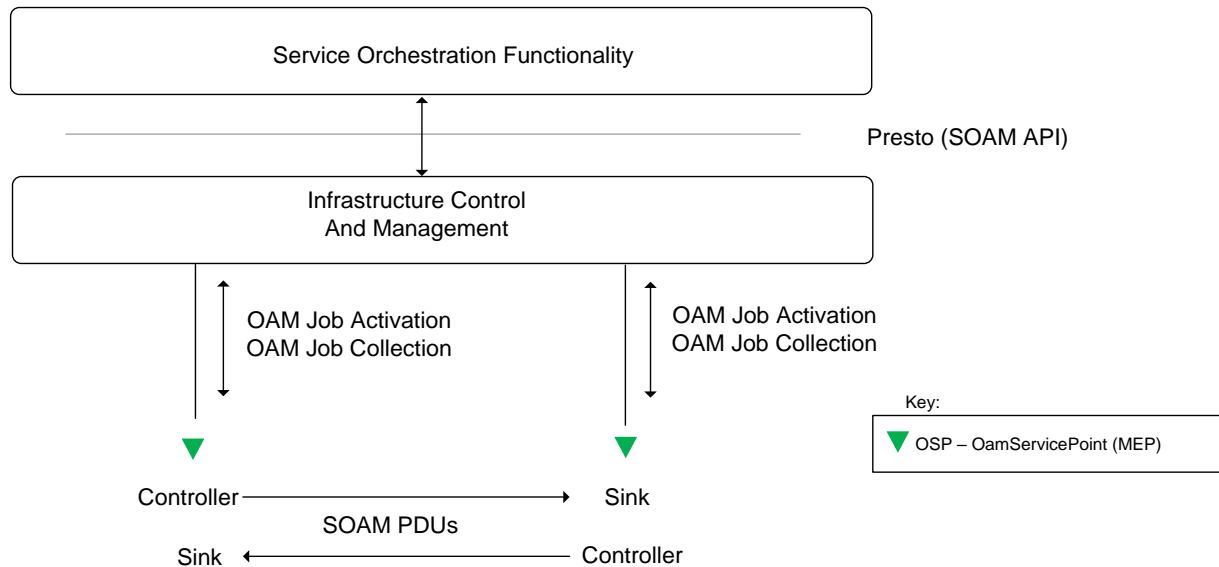 Service Orchestration Functionality
Presto (SOAM API)
Infrastructure Control
And Management
OAM Job Activation
OAM Job Collection
OAM Job Activation
OAM Job Collection
Key:
OSP – OamServicePoint (MEP)
Controller
Sink
SOAM PDUs
Sink
Controller